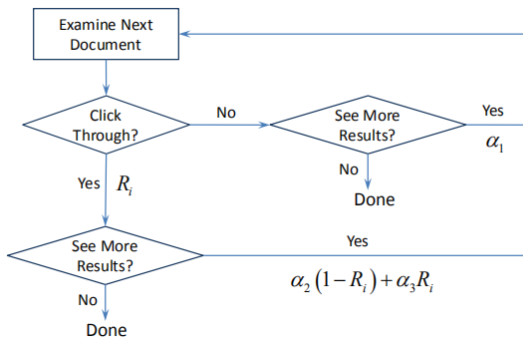 Examine Next
Document
Click
Through?
No
See More
Results?
Yes
α₁
No
Done
Yes
Rᵢ
See More
Results?
Yes
α₂(1−Rᵢ)+α₃Rᵢ
No
Done